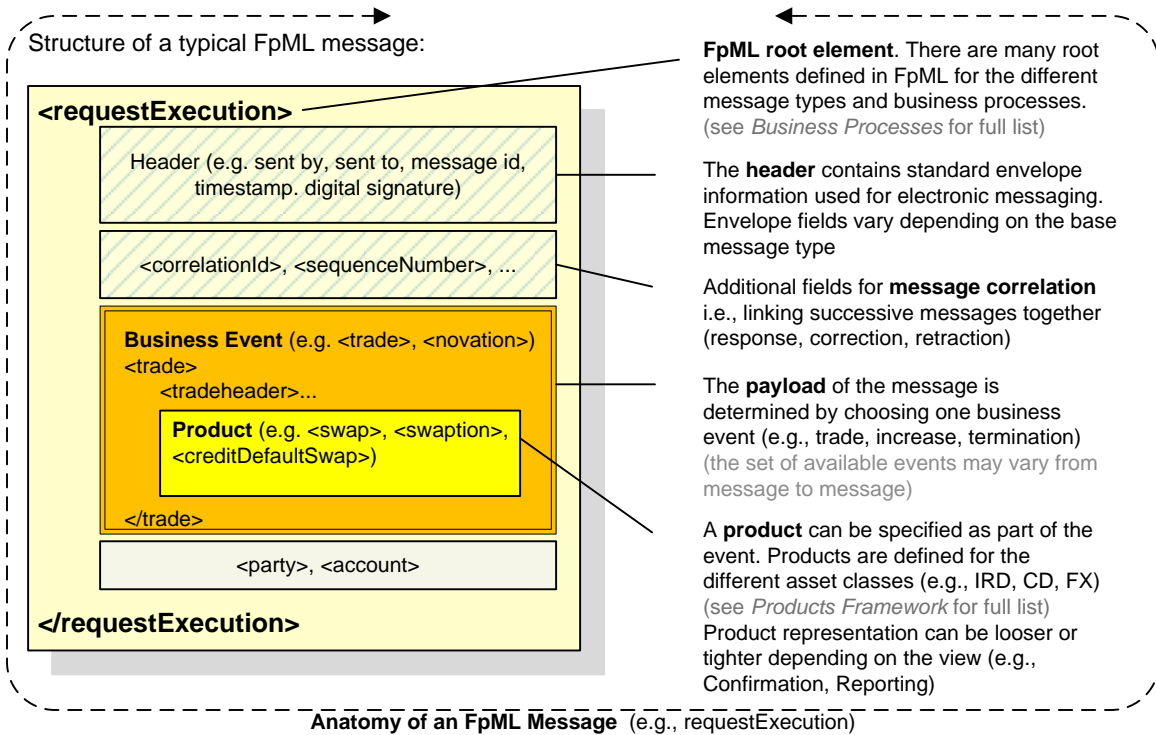 Structure of a typical FpML message:
<requestExecution>
Header (e.g. sent by, sent to, message id,
timestamp. digital signature)
<correlationId>, <sequenceNumber>, ...
Business Event (e.g. <trade>, <novation>)
<trade>
<tradeheader>...
Product (e.g. <swap>, <swaption>,
<creditDefaultSwap>)
</trade>
<party>, <account>
</requestExecution>
FpML root element. There are many root
elements defined in FpML for the different
message types and business processes.
(see Business Processes for full list)
The header contains standard envelope
information used for electronic messaging.
Envelope fields vary depending on the base
message type
Additional fields for message correlation
i.e., linking successive messages together
(response, correction, retraction)
The payload of the message is
determined by choosing one business
event (e.g., trade, increase, termination)
(the set of available events may vary from
message to message)
A product can be specified as part of the
event. Products are defined for the
different asset classes (e.g., IRD, CD, FX)
(see Products Framework for full list)
Product representation can be looser or
tighter depending on the view (e.g.,
Confirmation, Reporting)
Anatomy of an FpML Message (e.g., requestExecution)